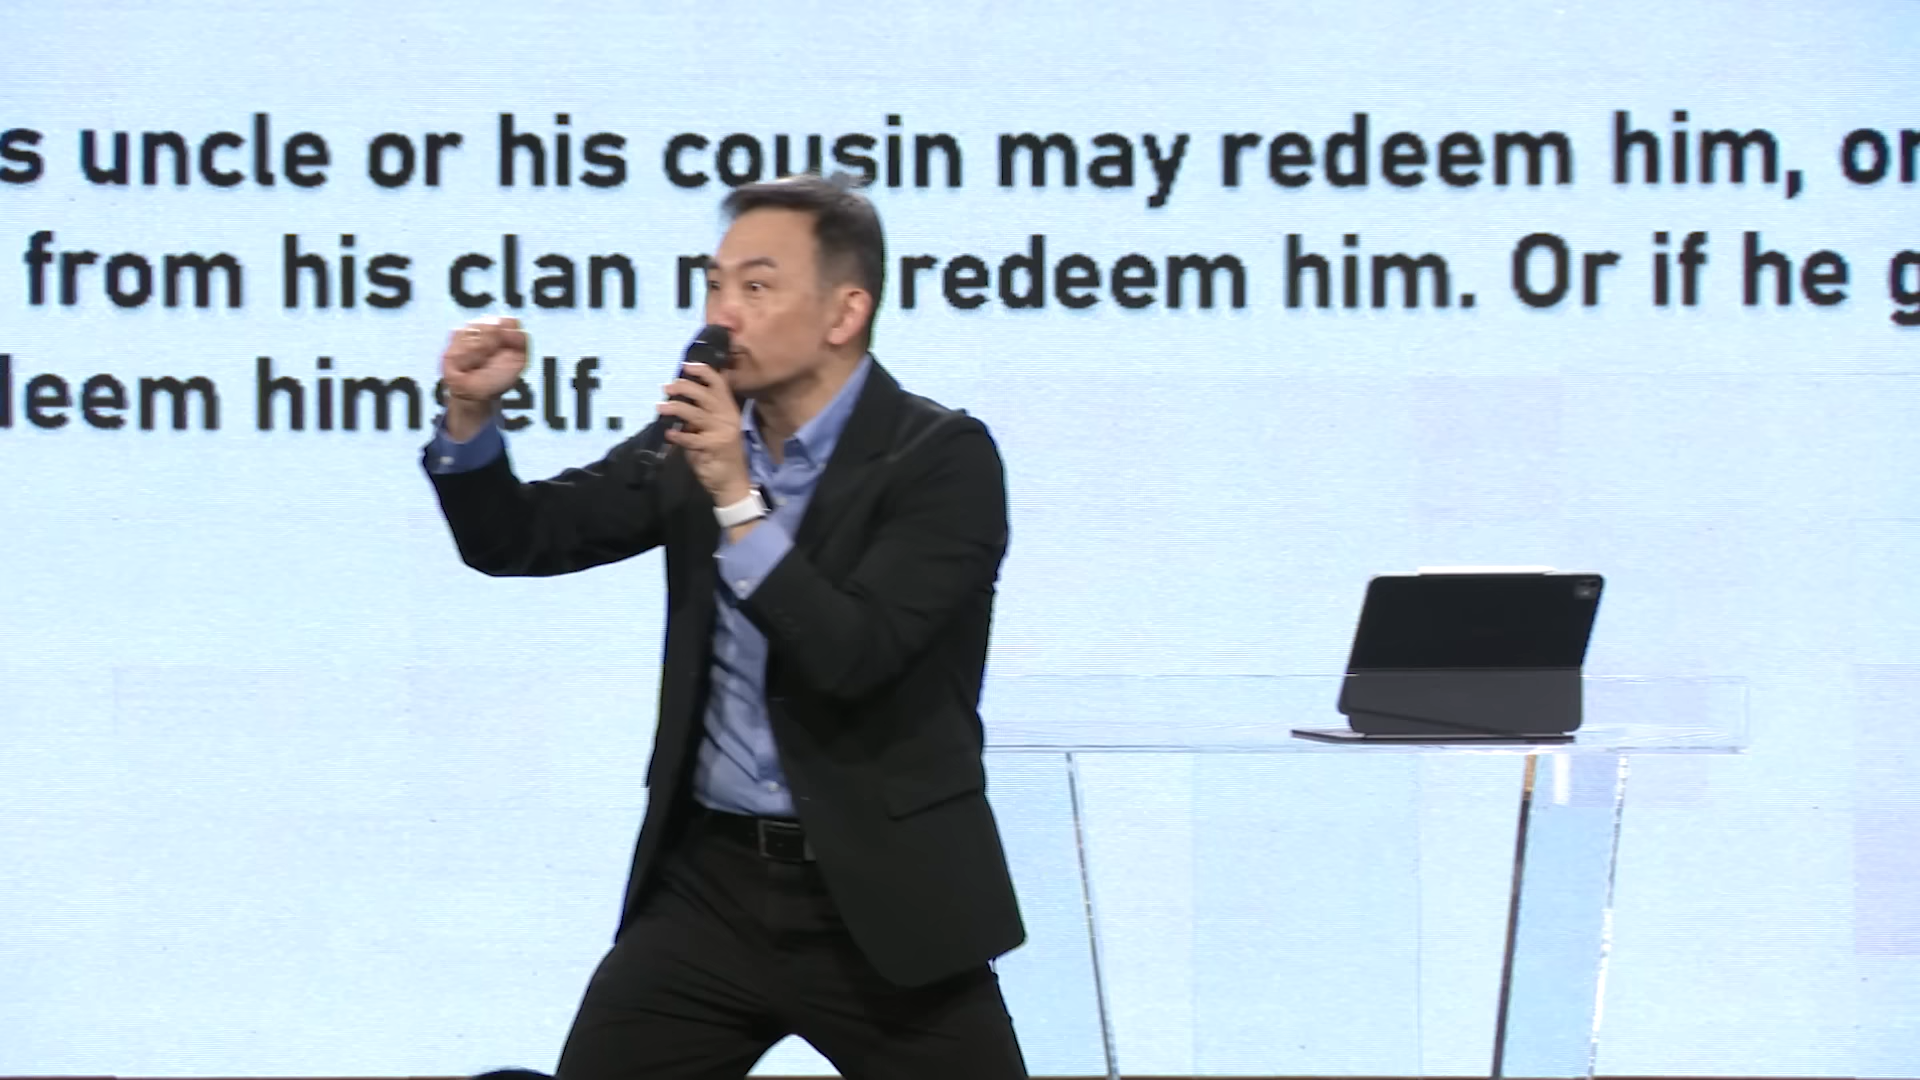 s uncle or his cousin may redeem him, or
from his clan redeem him. Or if he g
deem himself.